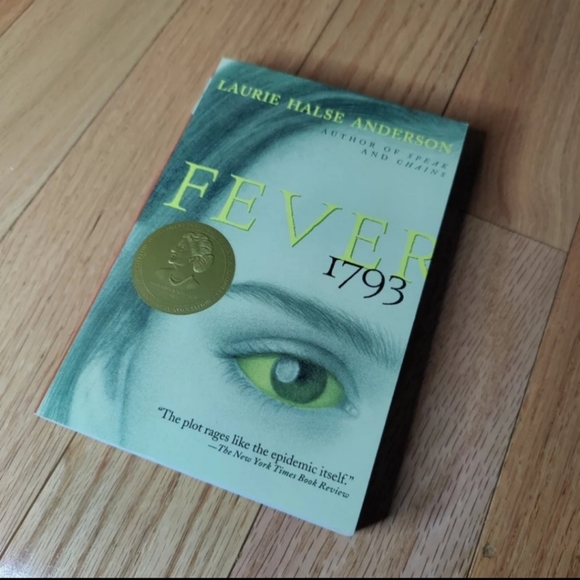 LAURIE HALSE ANDERSON
AUTHOR OF SPEAK
AND CHAINS
FEVER
1793
“The plot rages like the epidemic itself.”
—The New York Times Book Review